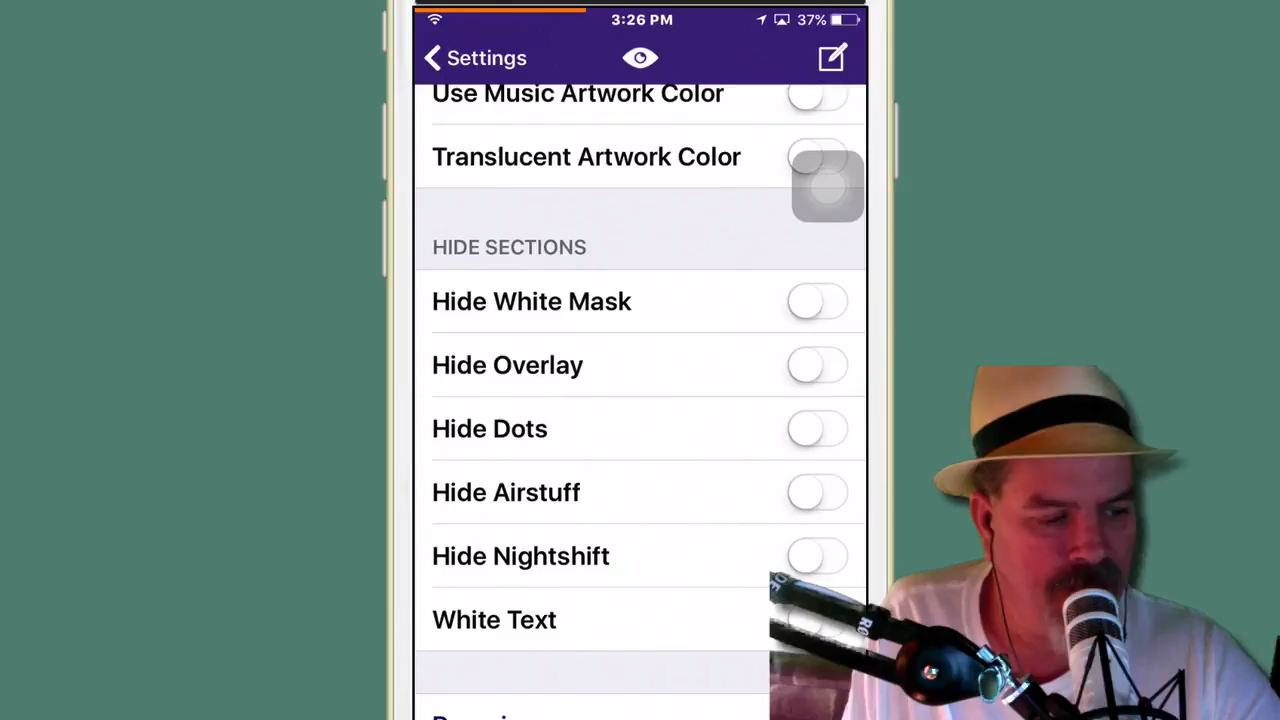 3:26 PM
37%
Settings
Use Music Artwork Color
Translucent Artwork Color
HIDE SECTIONS
Hide White Mask
Hide Overlay
Hide Dots
Hide Airstuff
Hide Nightshift
White Text